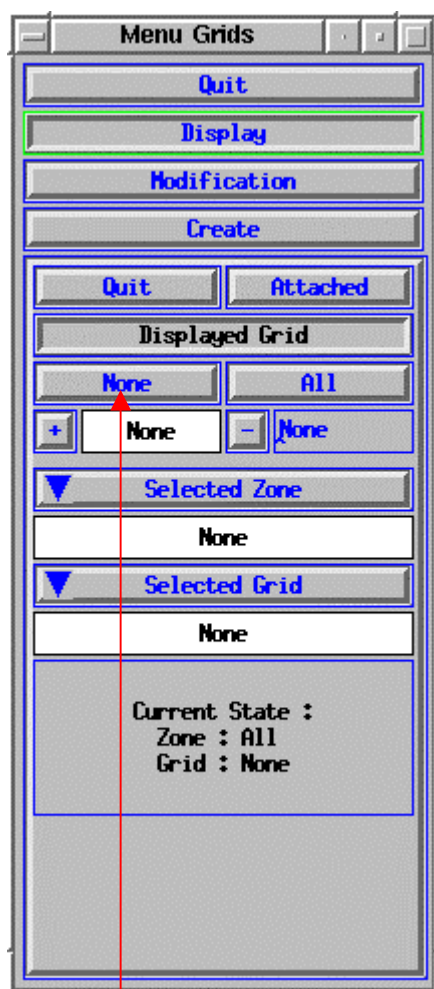 Menu Grids
Quit
Display
Modification
Create
Quit Attached
Displayed Grid
None All
+ None - None
Selected Zone
None
Selected Grid
None
Current State :
Zone : All
Grid : None